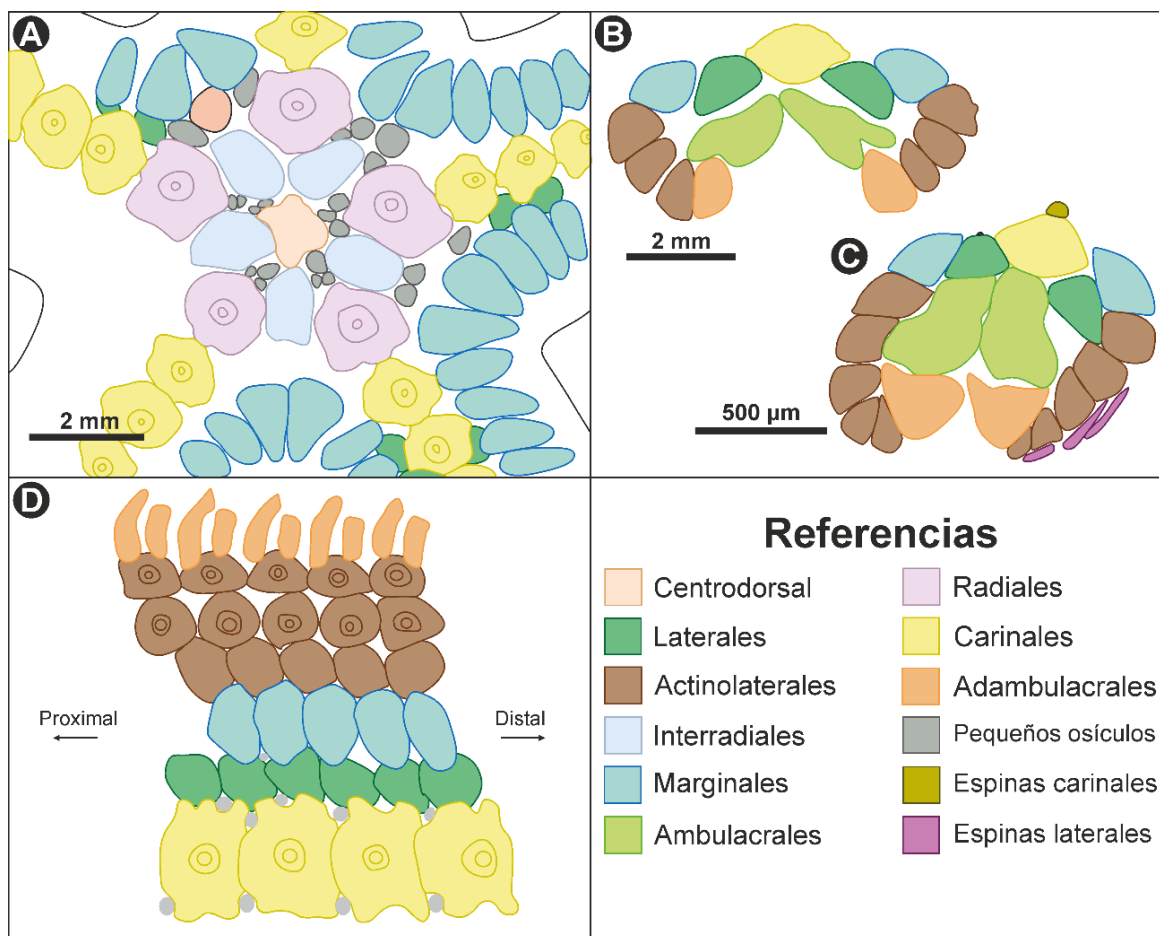 A
2 mm
B
2 mm
C
500 µm
D
Proximal
Distal
Referencias
Centrodorsal
Radiales
Laterales
Carinales
Actinolaterales
Adambulacrales
Interradiales
Pequeños osículos
Marginales
Espinas carinales
Ambulacrales
Espinas laterales